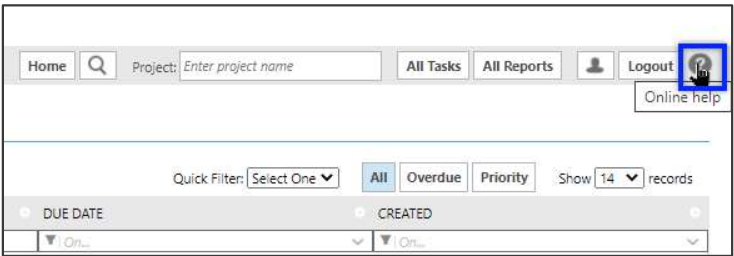 Home Project: Enter project name All Tasks All Reports Logout ?
Online help
Quick Filter: Select One All Overdue Priority Show 14 records
DUE DATE CREATED
On... On...